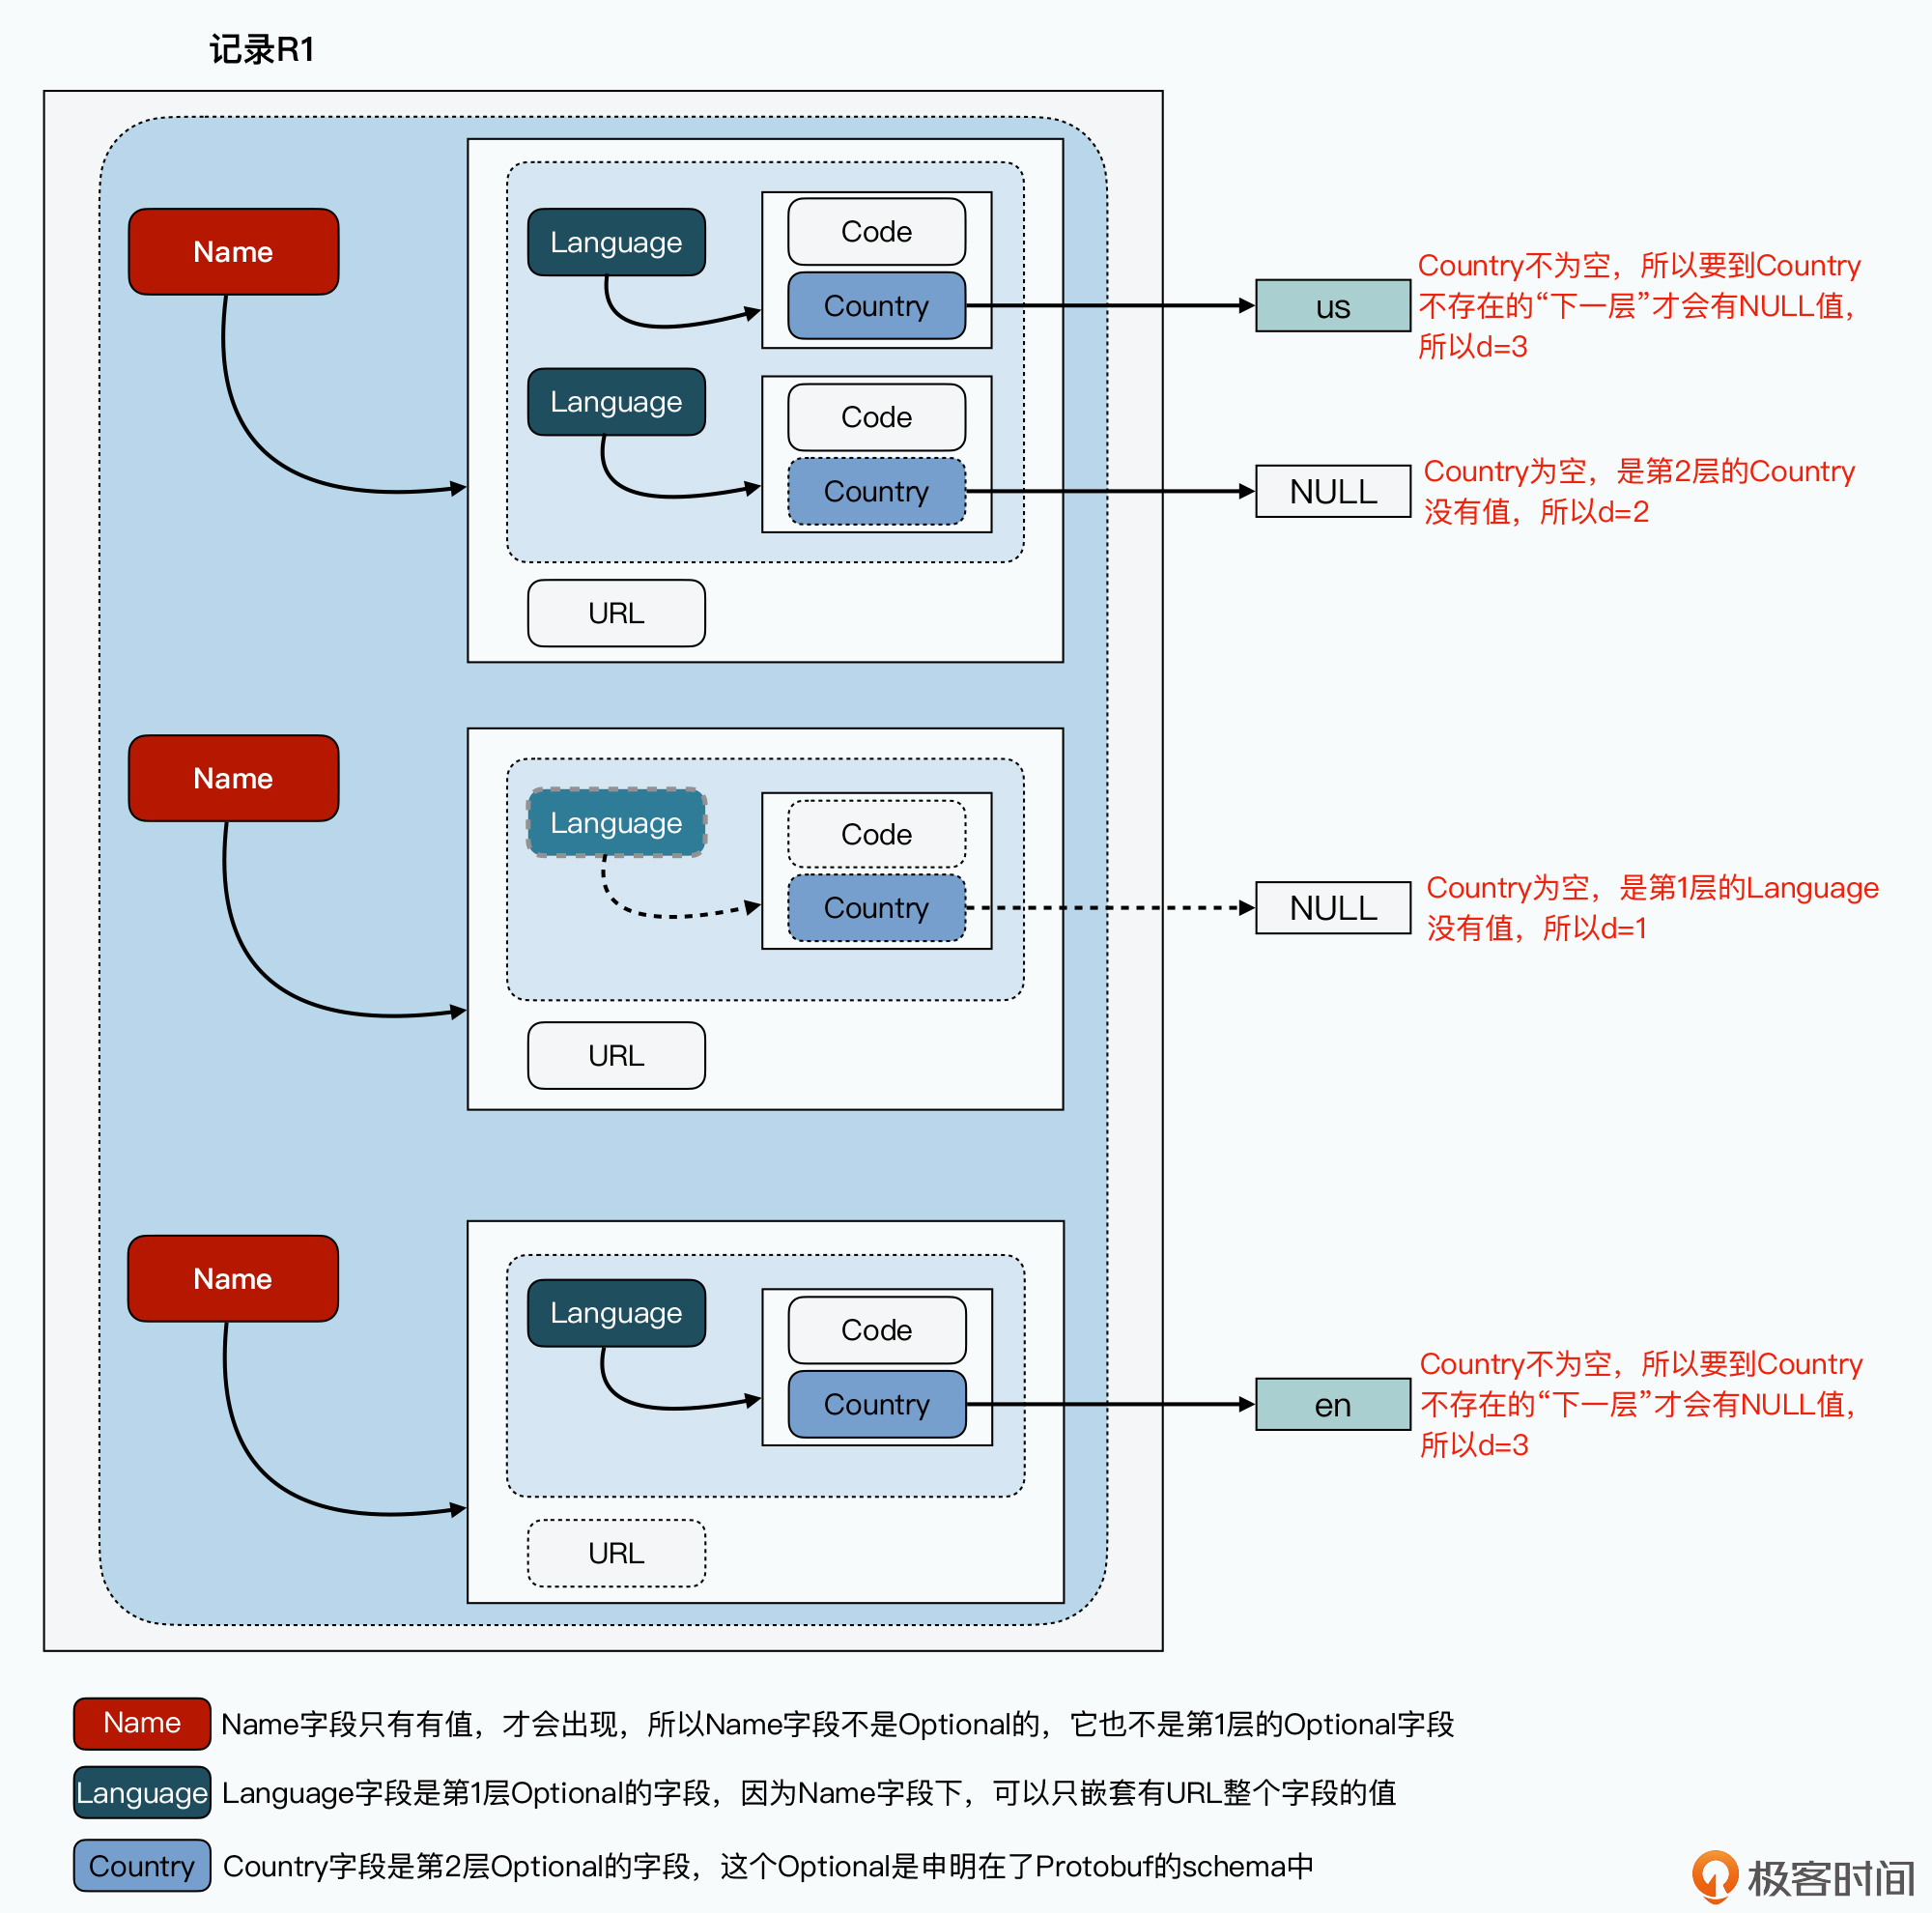 记录R1
Name
Language
Code
Country
us
Country不为空，所以要到Country
不存在的“下一层”才会有NULL值，
所以d=3
Language
Code
Country
NULL
Country为空，是第2层的Country
没有值，所以d=2
URL
Name
Language
Code
Country
NULL
Country为空，是第1层的Language
没有值，所以d=1
URL
Name
Language
Code
Country
en
Country不为空，所以要到Country
不存在的“下一层”才会有NULL值，
所以d=3
URL
Name Name字段只有有值，才会出现，所以Name字段不是Optional的，它也不是第1层的Optional字段
Language Language字段是第1层Optional的字段，因为Name字段下，可以只嵌套有URL整个字段的值
Country Country字段是第2层Optional的字段，这个Optional是申明在了Protobuf的schema中
极客时间